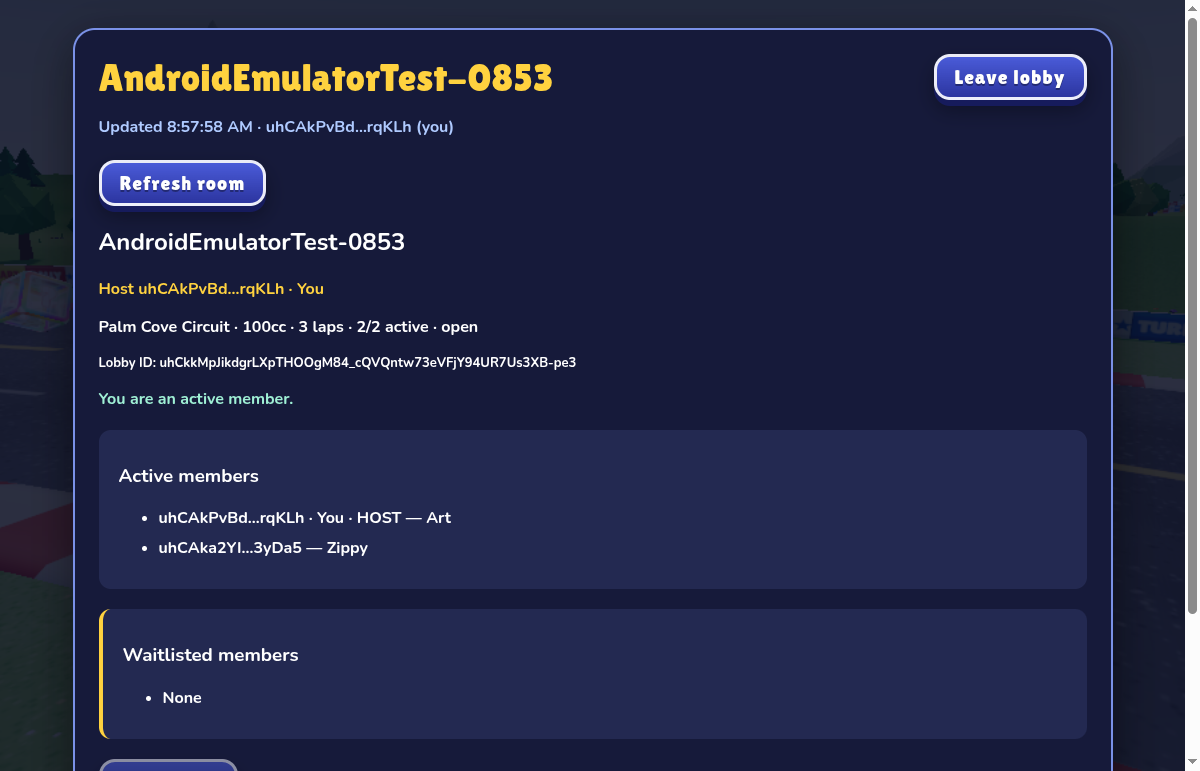 AndroidEmulatorTest-0853
Leave lobby
Updated 8:57:58 AM · uhCAkPvBd…rqKLh (you)
Refresh room
AndroidEmulatorTest-0853
Host uhCAkPvBd…rqKLh · You
Palm Cove Circuit · 100cc · 3 laps · 2/2 active · open
Lobby ID: uhCkkMpJikdgrLXpTHOOgM84_cQVQntw73eVFjY94UR7Us3XB-pe3
You are an active member.
Active members
• uhCAkPvBd…rqKLh · You · HOST — Art
• uhCAka2YI…3yDa5 — Zippy
Waitlisted members
• None